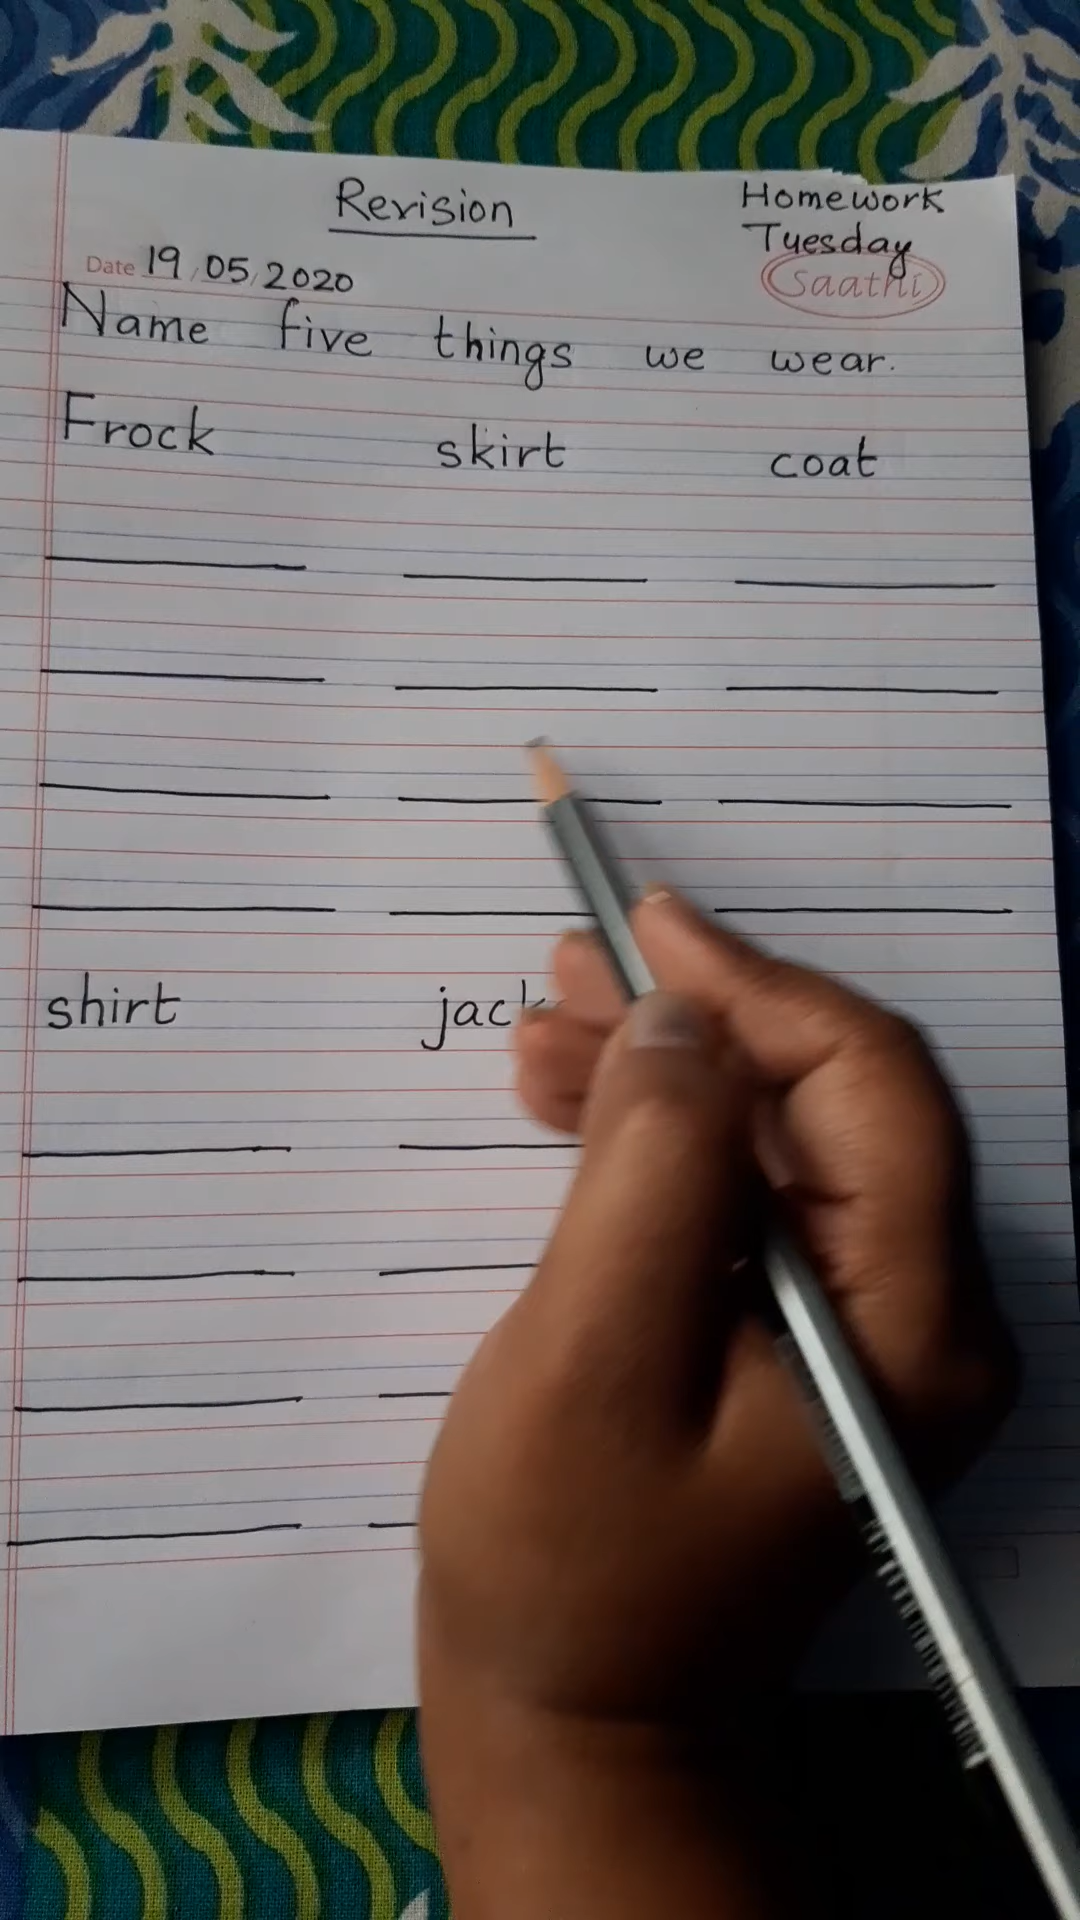 Revision
Homework
Tuesday
Saathi
Date 19.05.2020
Name five things we wear.
Frock skirt coat
shirt